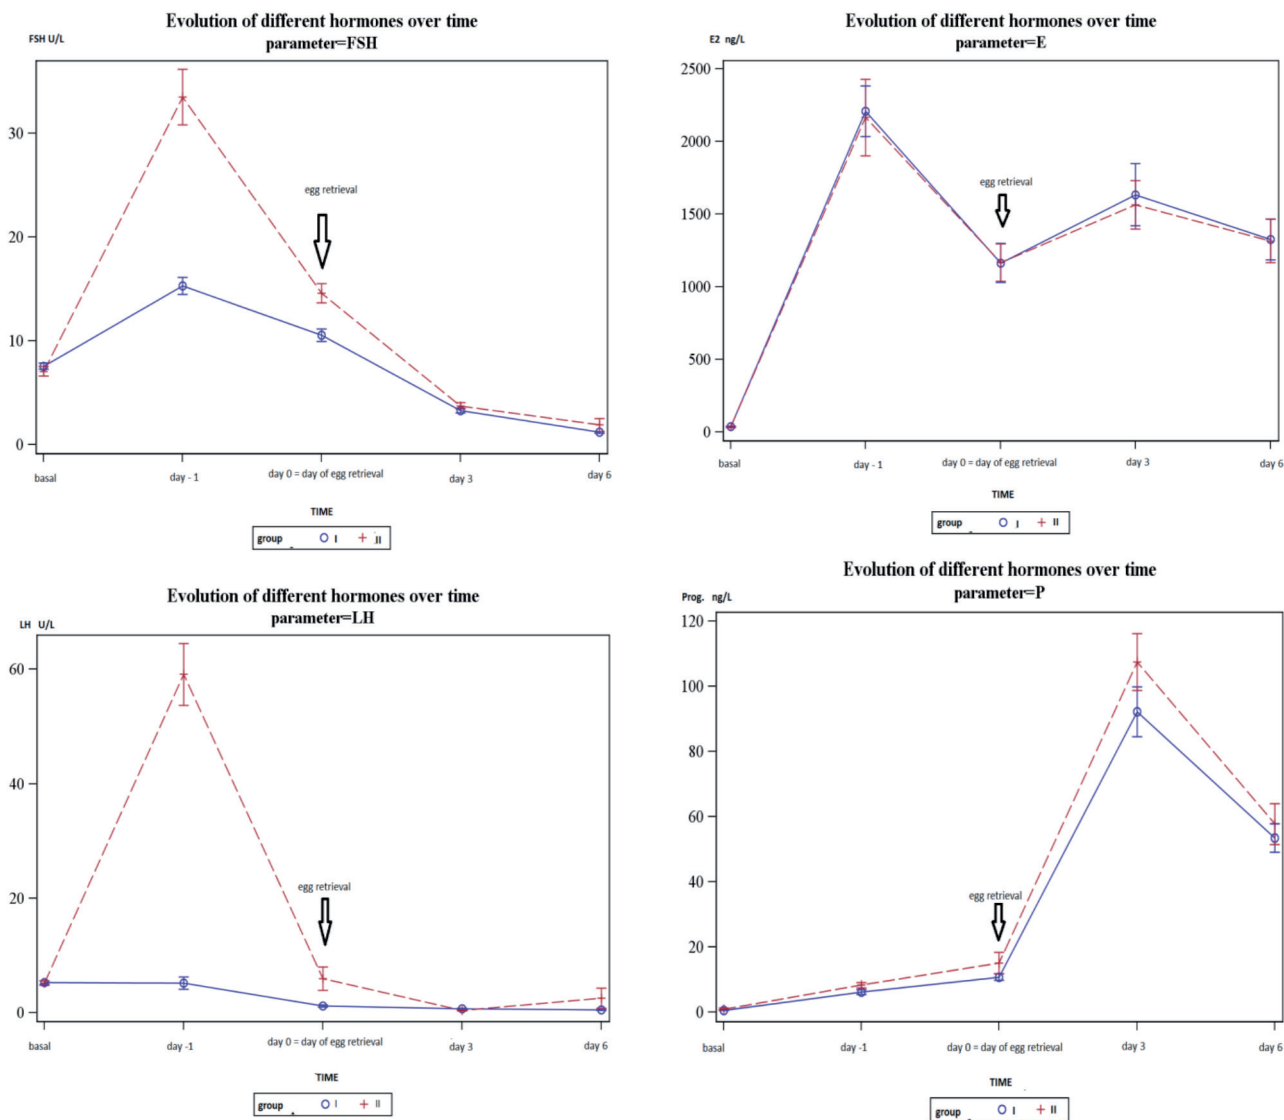 Evolution of different hormones over time
parameter=FSH
FSH U/L
30
20
10
0
egg retrieval
basal
day - 1
day 0 = day of egg retrieval
day 3
day 6
TIME
group
I
II
Evolution of different hormones over time
parameter=E
E2 ng/L
2500
2000
1500
1000
500
0
egg retrieval
basal
day - 1
day 0 = day of egg retrieval
day 3
day 6
TIME
group
I
II
Evolution of different hormones over time
parameter=LH
LH U/L
60
40
20
0
egg retrieval
basal
day -1
day 0 = day of egg retrieval
day 3
day 6
TIME
group
I
II
Evolution of different hormones over time
parameter=P
Prog. ng/L
120
100
80
60
40
20
0
egg retrieval
basal
day -1
day 0 = day of egg retrieval
day 3
day 6
TIME
group
I
II